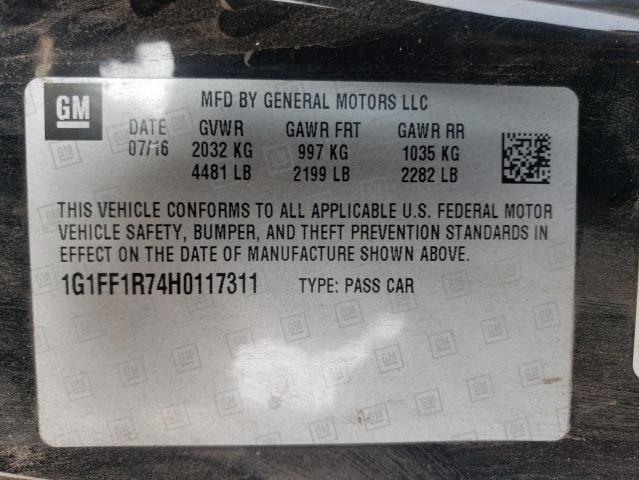 GM
MFD BY GENERAL MOTORS LLC
DATE GVWR GAWR FRT GAWR RR
07/16 2032 KG 997 KG 1035 KG
4481 LB 2199 LB 2282 LB
THIS VEHICLE CONFORMS TO ALL APPLICABLE U.S. FEDERAL MOTOR
VEHICLE SAFETY, BUMPER, AND THEFT PREVENTION STANDARDS IN
EFFECT ON THE DATE OF MANUFACTURE SHOWN ABOVE.
1G1FF1R74H0117311 TYPE: PASS CAR